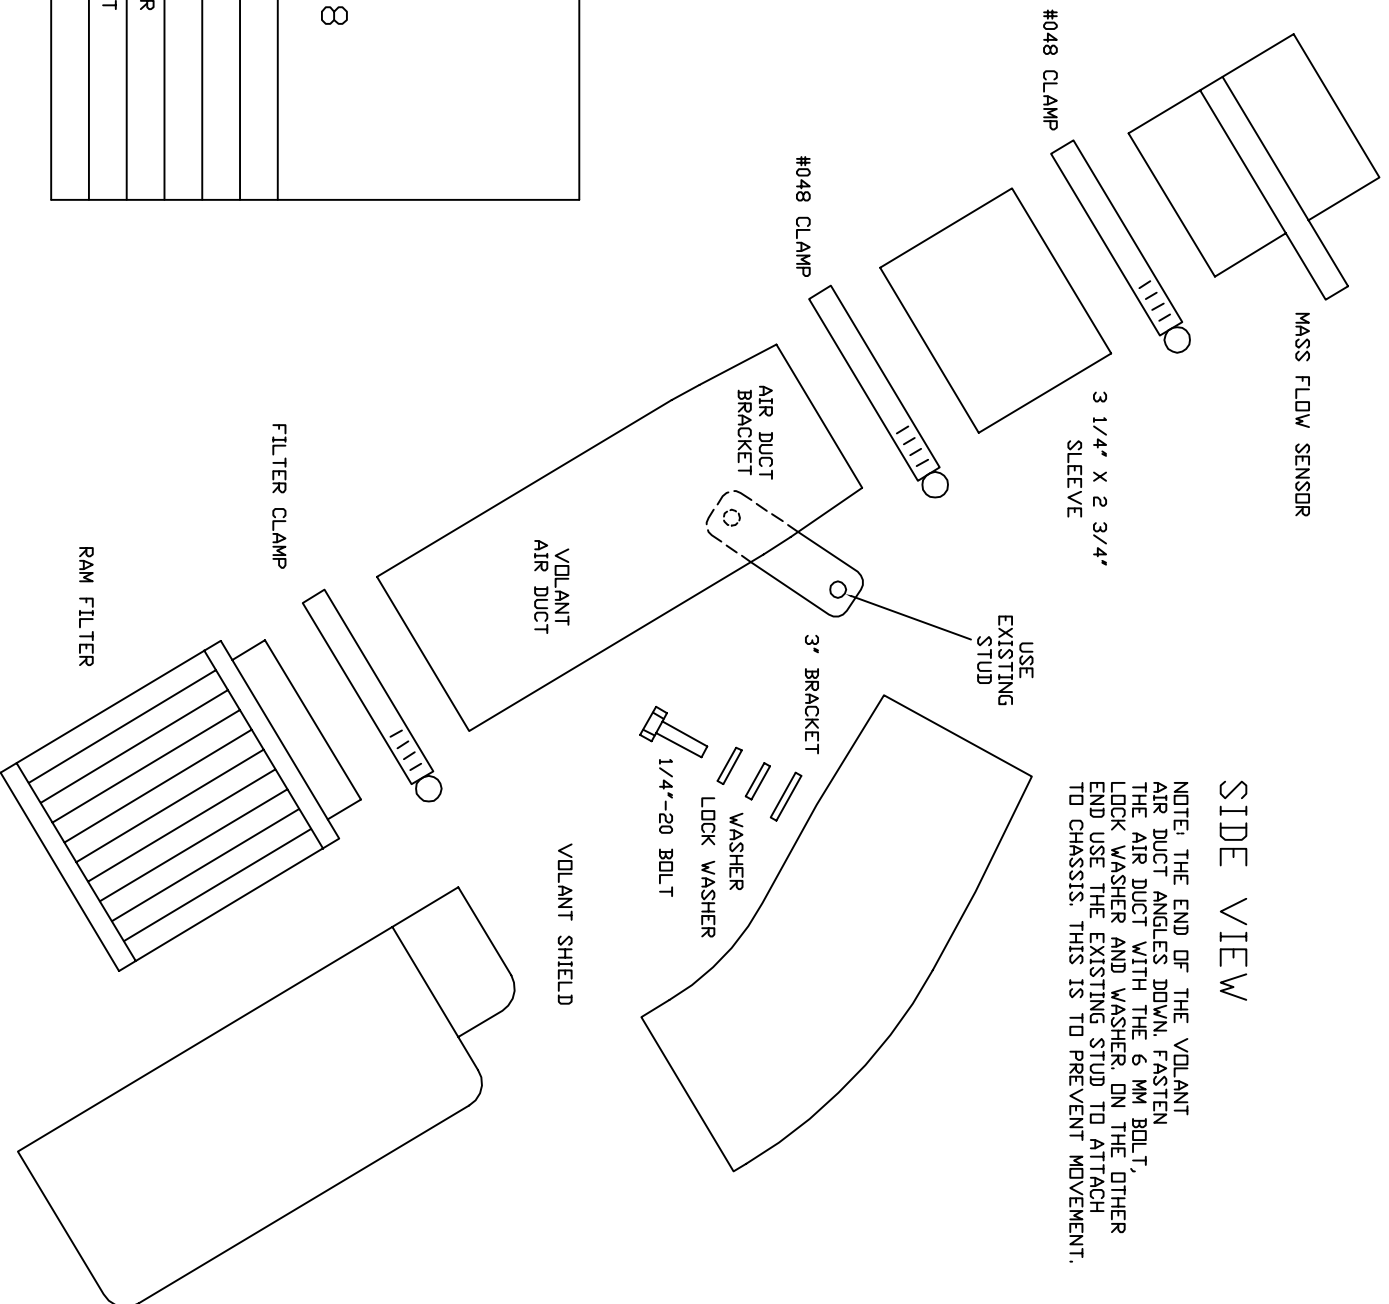 8
R
T
#048 CLAMP
#048 CLAMP
MASS FLOW SENSOR
3 1/4" X 2 3/4"
SLEEVE
AIR DUCT
BRACKET
VOLANT
AIR DUCT
FILTER CLAMP
RAM FILTER
USE
EXISTING
STUD
3" BRACKET
WASHER
LOCK WASHER
1/4"-20 BOLT
VOLANT SHIELD
SIDE VIEW
NOTE: THE END OF THE VOLANT
AIR DUCT ANGLES DOWN. FASTEN
THE AIR DUCT WITH THE 6 MM BOLT,
LOCK WASHER AND WASHER. ON THE OTHER
END USE THE EXISTING STUD TO ATTACH
TO CHASSIS. THIS IS TO PREVENT MOVEMENT.